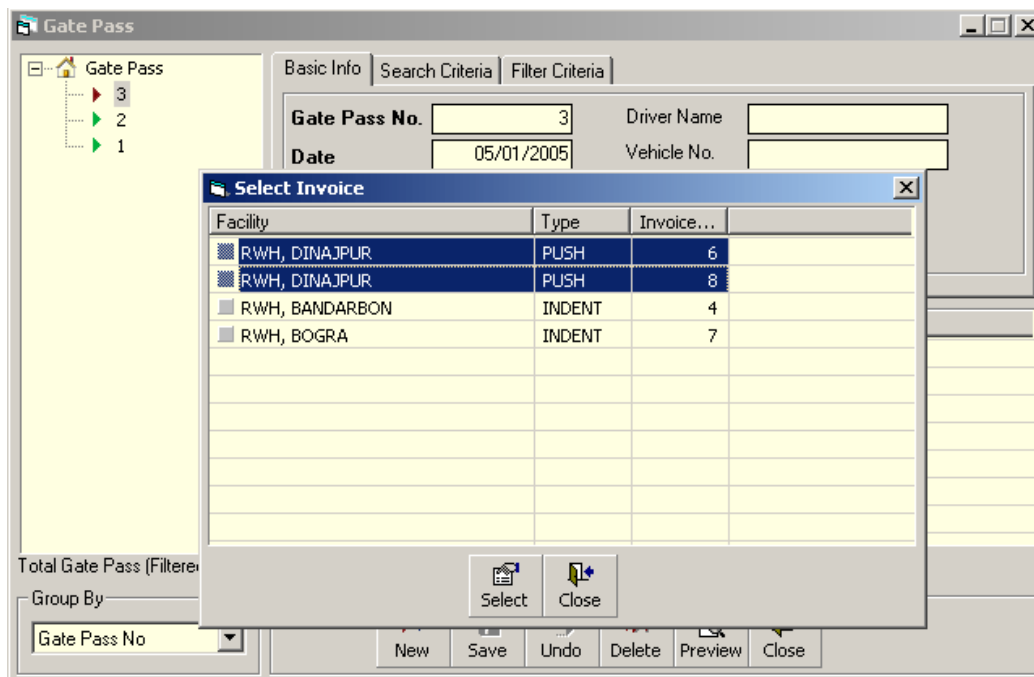 Gate Pass
Gate Pass
3
2
1
Basic Info Search Criteria Filter Criteria
Gate Pass No. 3 Driver Name
Date 05/01/2005 Vehicle No.
Select Invoice
Facility Type Invoice...
RWH, DINAJPUR PUSH 6
RWH, DINAJPUR PUSH 8
RWH, BANDARBON INDENT 4
RWH, BOGRA INDENT 7
Select Close
Total Gate Pass (Filtere
Group By
Gate Pass No
New Save Undo Delete Preview Close